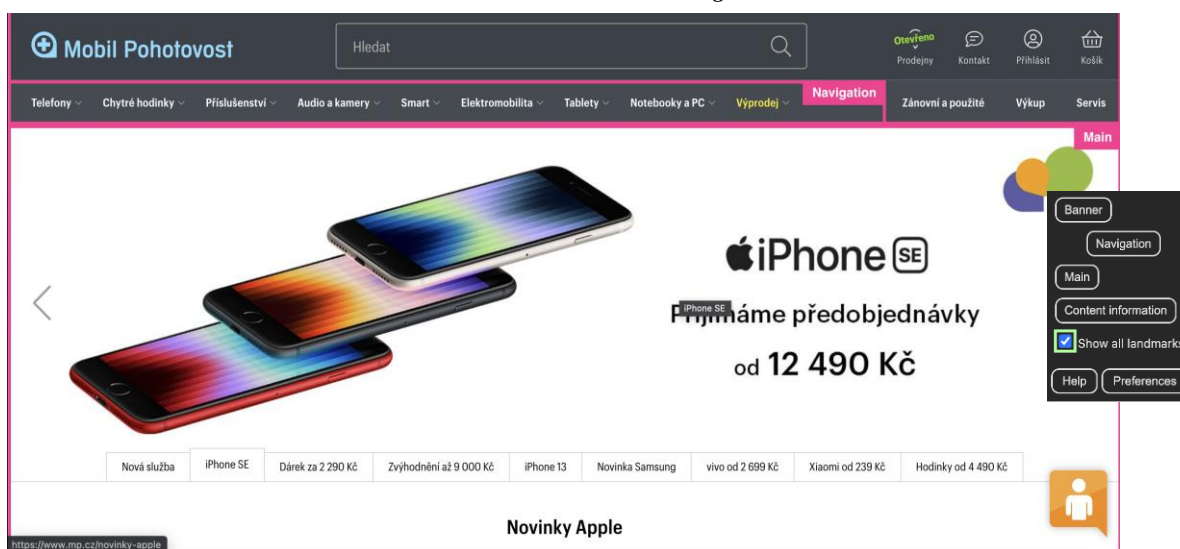 Mobil Pohotovost
Hledat
Otevřeno
Prodejny Kontakt Přihlásit Košík
Telefony Chytré hodinky Příslušenství Audio a kamery Smart Elektromobilita Tablety Notebooky a PC Výprodej Navigation Zánovní a použité Výkup Servis
Main
Banner
Navigation
Main
Content information
Show all landmarks
Help Preferences
iPhone SE
iPhone SE
Přijímáme předobjednávky
od 12 490 Kč
Nová služba iPhone SE Dárek za 2 290 Kč Zvýhodnění až 9 000 Kč iPhone 13 Novinka Samsung vivo od 2 699 Kč Xiaomi od 239 Kč Hodinky od 4 490 Kč
Novinky Apple
https://www.mp.cz/novinky-apple